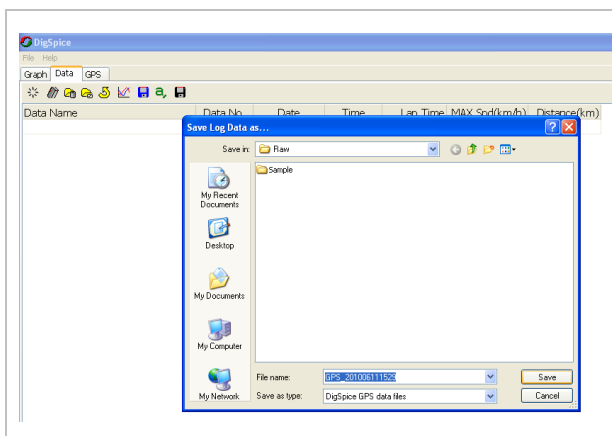 DigSpice
File Help
Graph Data GPS
Data Name Data No Date Time Lap Time MAX Spd(km/h) Distance(km)
Save Log Data as...
Save in: Raw
Sample
My Recent Documents
Desktop
My Documents
My Computer
My Network
File name: GPS_201006111529 Save
Save as type: DigSpice GPS data files Cancel